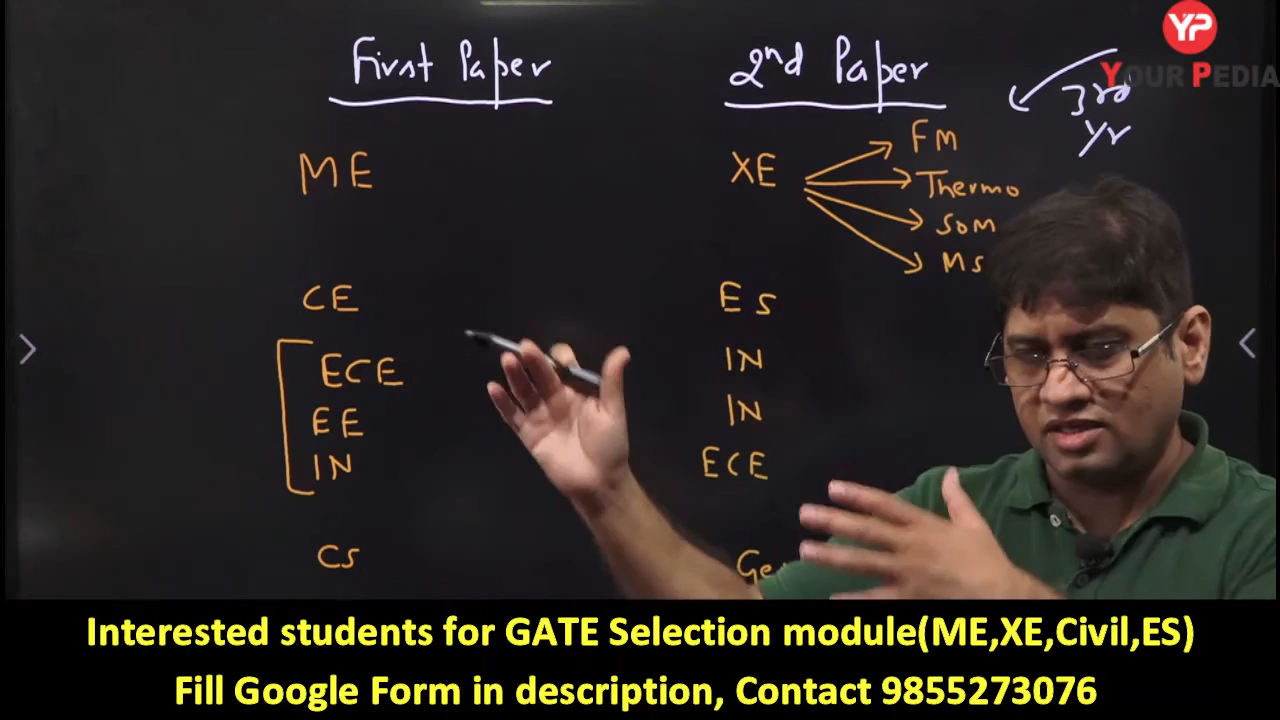 First Paper
2nd Paper
YP
YOUR PEDIA
3rd
yr
ME
XE
FM
Thermo
SOM
MS
CE
ES
ECE
IN
EE
IN
IN
ECE
CS
Interested students for GATE Selection module(ME,XE,Civil,ES)
Fill Google Form in description, Contact 9855273076